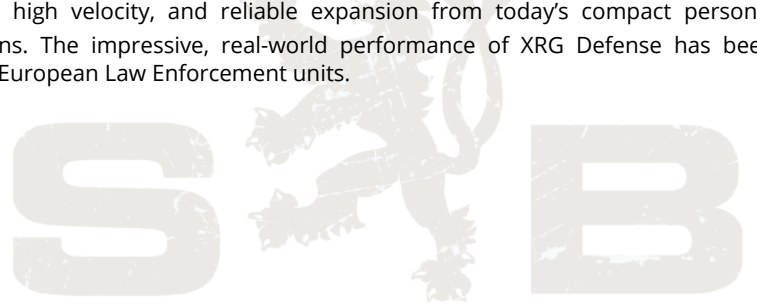 high velocity, and reliable expansion from today’s compact person
ns. The impressive, real-world performance of XRG Defense has bee
European Law Enforcement units.
S B